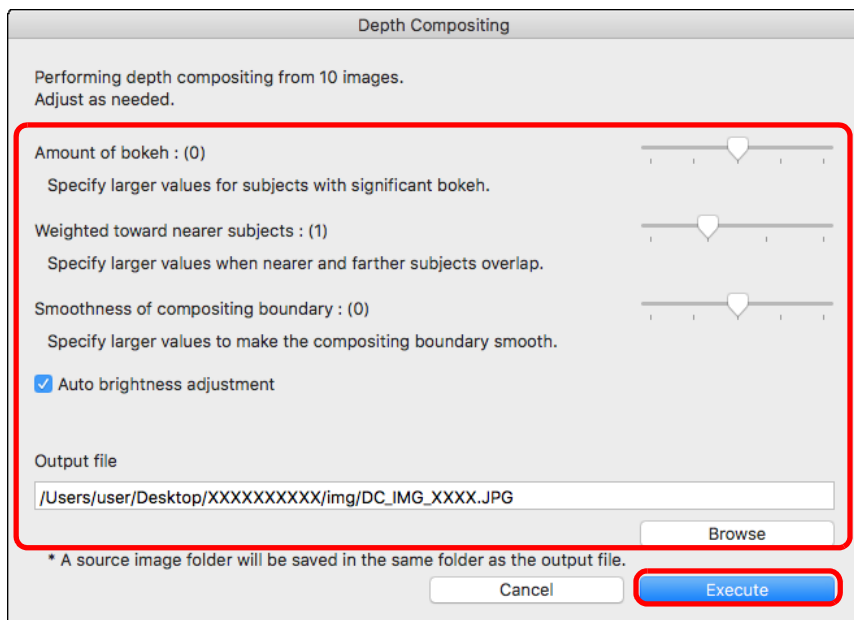 Depth Compositing
Performing depth compositing from 10 images.
Adjust as needed.
Amount of bokeh : (0)
Specify larger values for subjects with significant bokeh.
Weighted toward nearer subjects : (1)
Specify larger values when nearer and farther subjects overlap.
Smoothness of compositing boundary : (0)
Specify larger values to make the compositing boundary smooth.
Auto brightness adjustment
Output file
/Users/user/Desktop/XXXXXXXXXX/img/DC_IMG_XXXX.JPG
Browse
* A source image folder will be saved in the same folder as the output file.
Cancel Execute